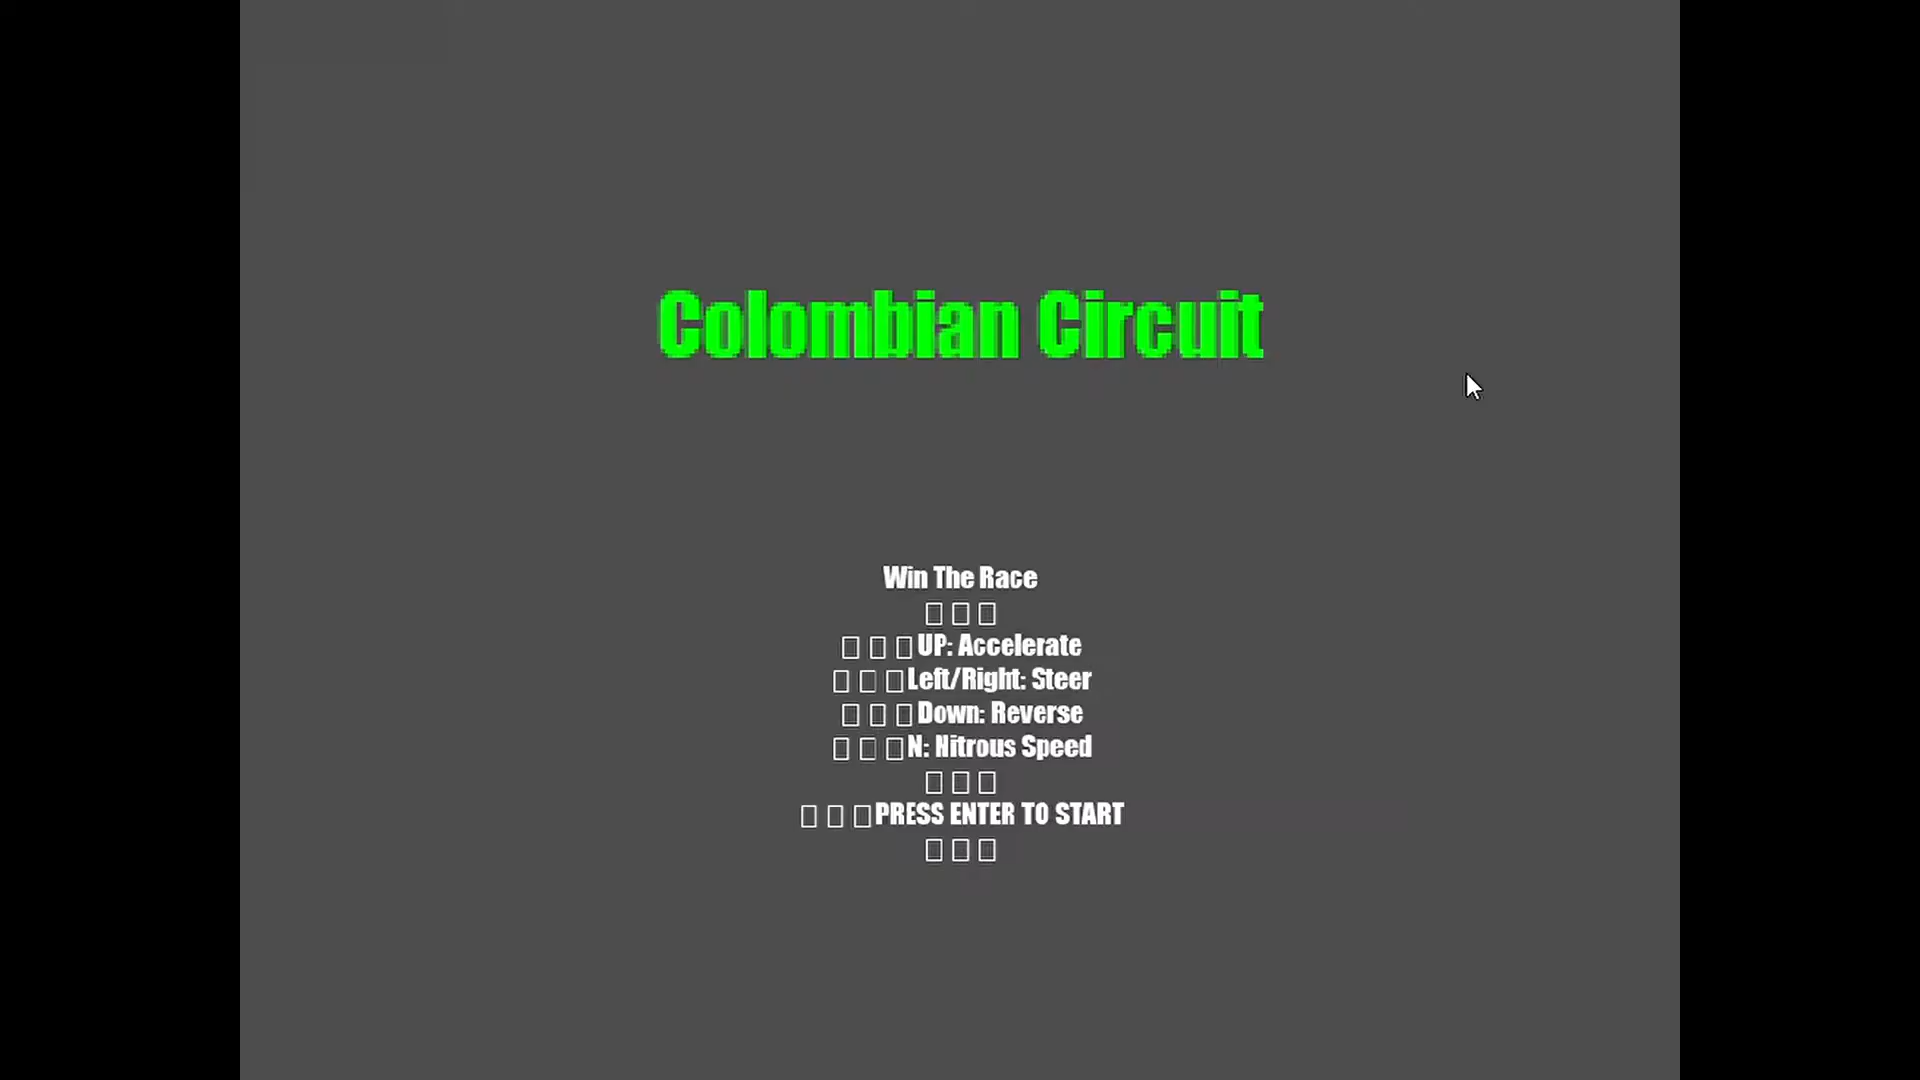 Colombian Circuit
Win The Race
UP: Accelerate
Left/Right: Steer
Down: Reverse
N: Nitrous Speed
PRESS ENTER TO START